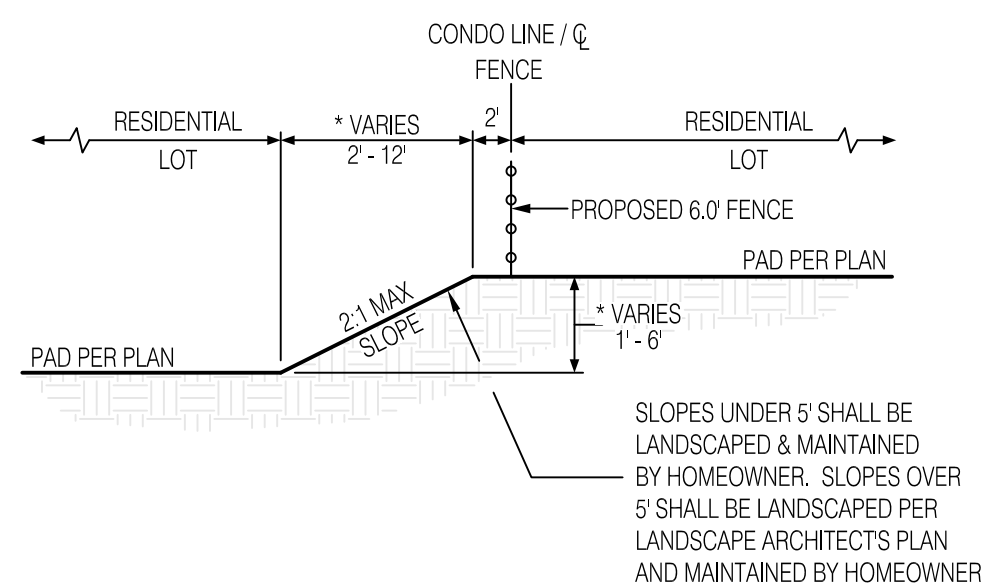 CONDO LINE / ℄
FENCE
RESIDENTIAL
LOT
* VARIES
2' - 12'
2'
RESIDENTIAL
LOT
PROPOSED 6.0' FENCE
PAD PER PLAN
2:1 MAX
SLOPE
* VARIES
1' - 6'
PAD PER PLAN
SLOPES UNDER 5' SHALL BE
LANDSCAPED & MAINTAINED
BY HOMEOWNER. SLOPES OVER
5' SHALL BE LANDSCAPED PER
LANDSCAPE ARCHITECT'S PLAN
AND MAINTAINED BY HOMEOWNER